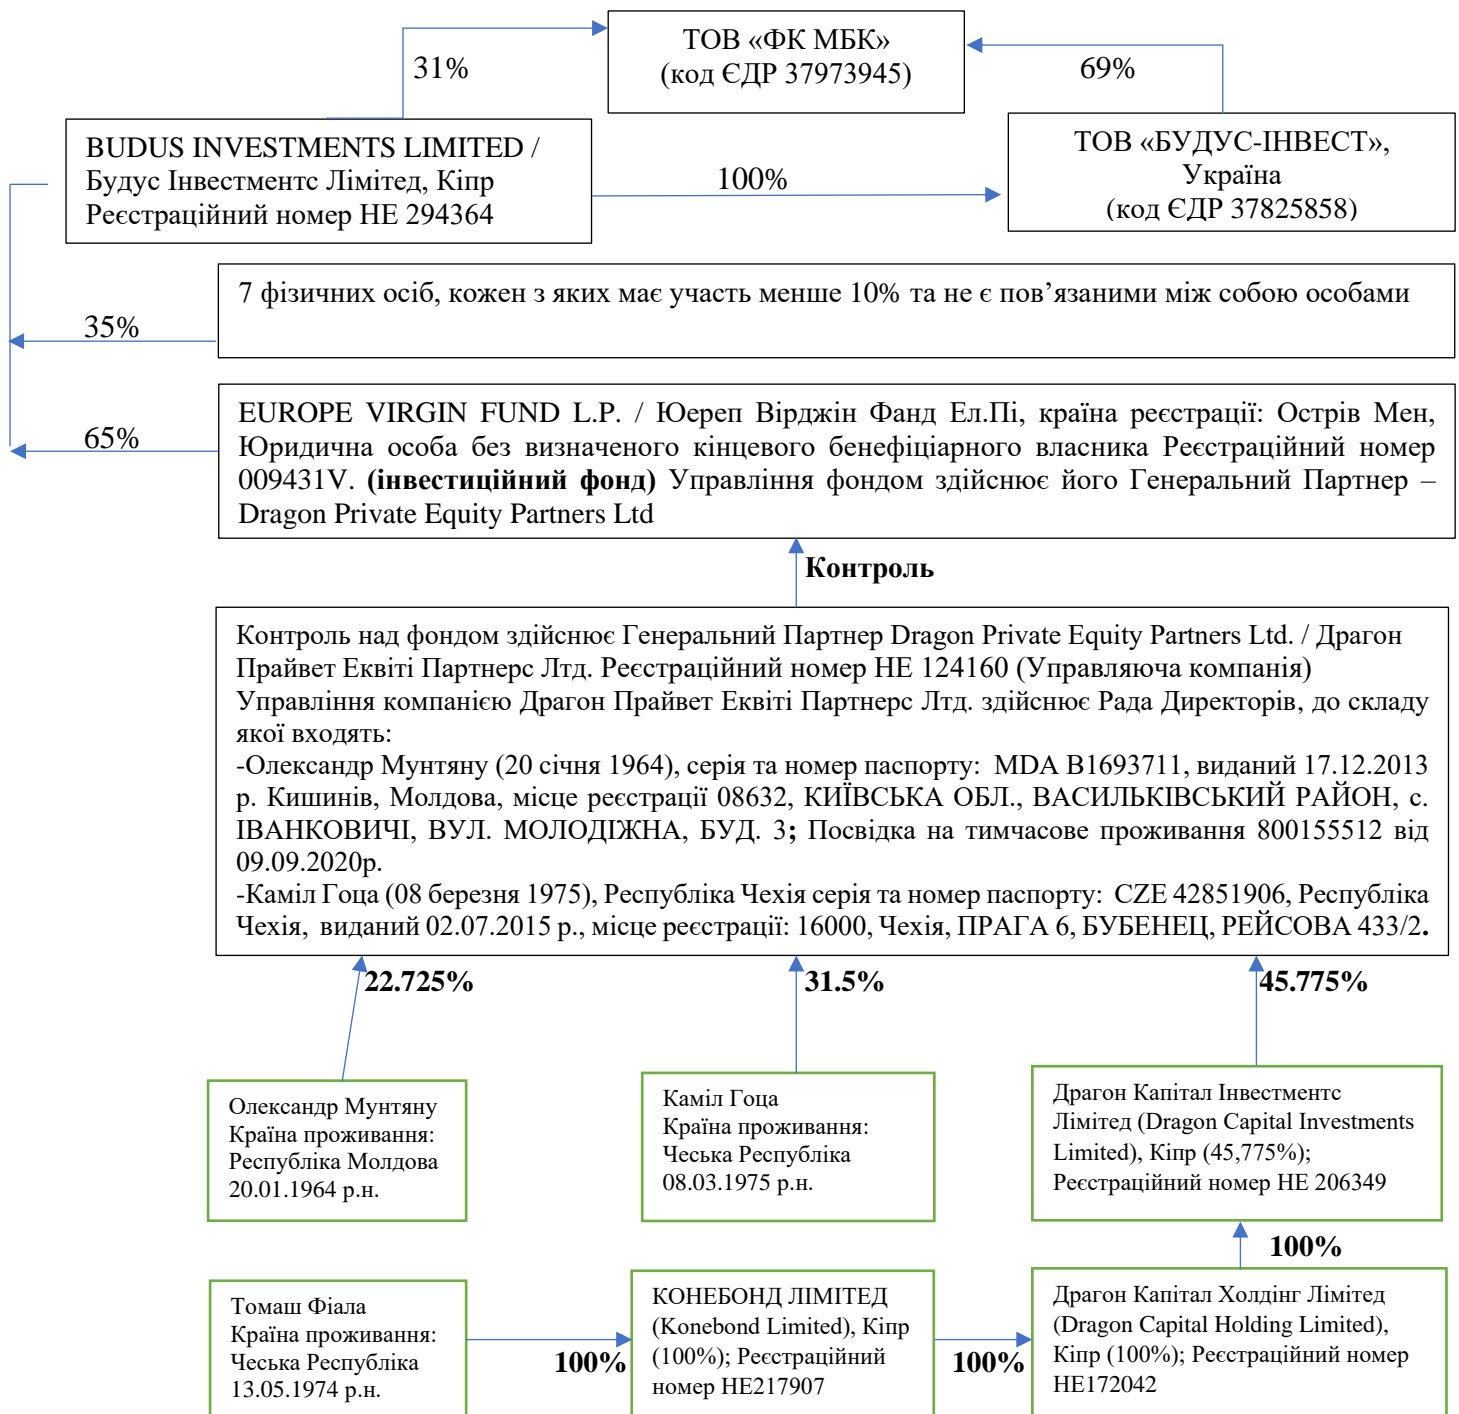 ТОВ «ФК МБК»
(код ЄДР 37973945)
31%
69%
BUDUS INVESTMENTS LIMITED /
Будус Інвестментс Лімітед, Кіпр
Реєстраційний номер HE 294364
100%
ТОВ «БУДУС-ІНВЕСТ»,
Україна
(код ЄДР 37825858)
7 фізичних осіб, кожен з яких має участь менше 10% та не є пов’язаними між собою особами
35%
EUROPE VIRGIN FUND L.P. / Юереп Вірджін Фанд Ел.Пі, країна реєстрації: Острів Мен,
Юридична особа без визначеного кінцевого бенефіціарного власника Реєстраційний номер
009431V. (інвестиційний фонд) Управління фондом здійснює його Генеральний Партнер –
Dragon Private Equity Partners Ltd
65%
Контроль
Контроль над фондом здійснює Генеральний Партнер Dragon Private Equity Partners Ltd. / Драгон
Прайвет Еквіті Партнерс Лтд. Реєстраційний номер HE 124160 (Управляюча компанія)
Управління компанією Драгон Прайвет Еквіті Партнерс Лтд. здійснює Рада Директорів, до складу
якої входять:
-Олександр Мунтяну (20 січня 1964), серія та номер паспорту: MDA B1693711, виданий 17.12.2013
р. Кишинів, Молдова, місце реєстрації 08632, КИЇВСЬКА ОБЛ., ВАСИЛЬКІВСЬКИЙ РАЙОН, с.
ІВАНКОВИЧІ, ВУЛ. МОЛОДІЖНА, БУД. 3; Посвідка на тимчасове проживання 800155512 від
09.09.2020р.
-Каміл Гоца (08 березня 1975), Республіка Чехія серія та номер паспорту: CZE 42851906, Республіка
Чехія, виданий 02.07.2015 р., місце реєстрації: 16000, Чехія, ПРАГА 6, БУБЕНЕЦ, РЕЙСОВА 433/2.
22.725%
31.5%
45.775%
Олександр Мунтяну
Країна проживання:
Республіка Молдова
20.01.1964 р.н.
Каміл Гоца
Країна проживання:
Чеська Республіка
08.03.1975 р.н.
Драгон Капітал Інвестментс
Лімітед (Dragon Capital Investments
Limited), Кіпр (45,775%);
Реєстраційний номер HE 206349
100%
Томаш Фіала
Країна проживання:
Чеська Республіка
13.05.1974 р.н.
100%
КОНЕБОНД ЛІМІТЕД
(Konebond Limited), Кіпр
(100%); Реєстраційний
номер HE217907
100%
Драгон Капітал Холдінг Лімітед
(Dragon Capital Holding Limited),
Кіпр (100%); Реєстраційний номер
HE172042